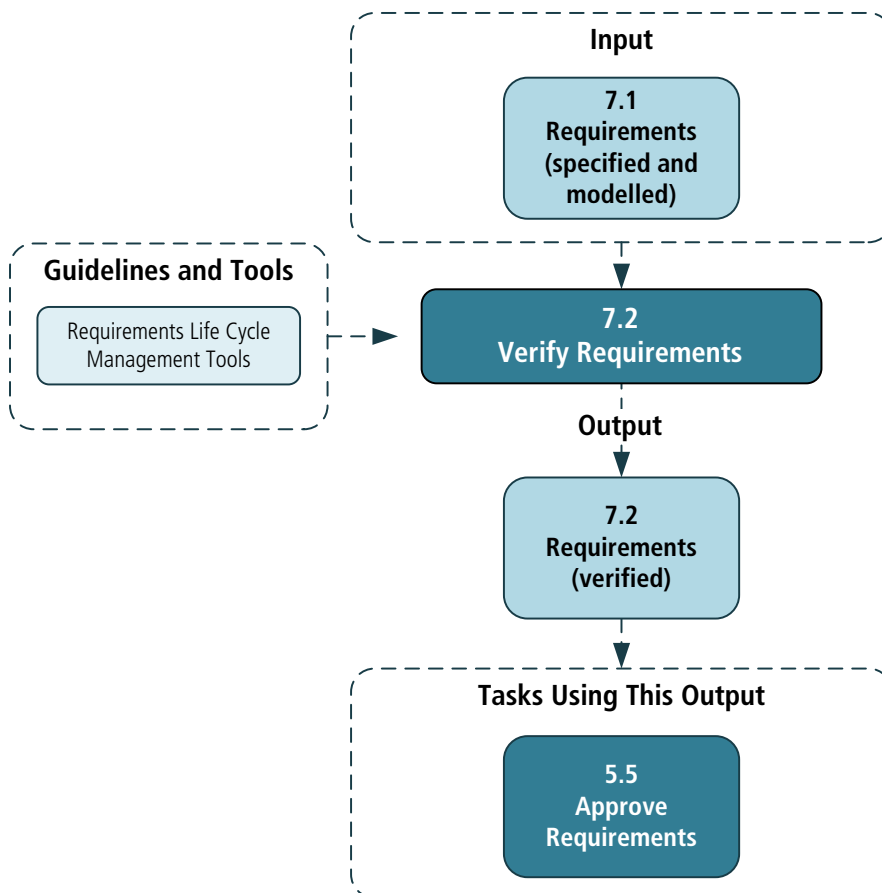 Input
7.1
Requirements
(specified and
modelled)
Guidelines and Tools
Requirements Life Cycle
Management Tools
7.2
Verify Requirements
Output
7.2
Requirements
(verified)
Tasks Using This Output
5.5
Approve
Requirements